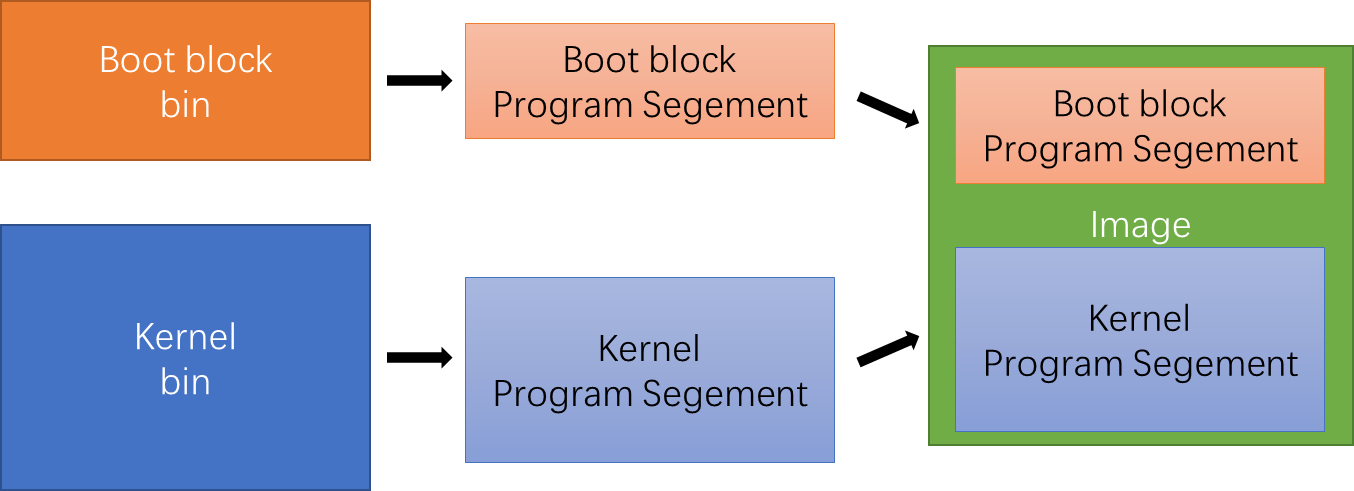 Boot block
bin
Boot block
Program Segement
Boot block
Program Segement
Image
Kernel
bin
Kernel
Program Segement
Kernel
Program Segement